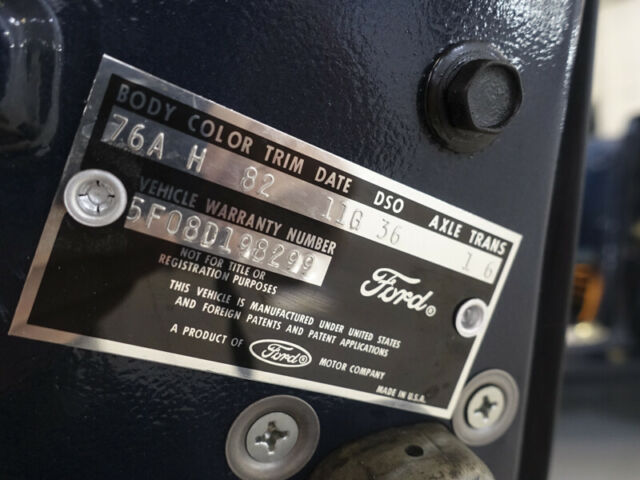 BODY COLOR TRIM DATE DSO AXLE TRANS
76A H 82 11G 36 1 6
VEHICLE WARRANTY NUMBER
5F08D198299
NOT FOR TITLE OR
REGISTRATION PURPOSES
Ford®
THIS VEHICLE IS MANUFACTURED UNDER UNITED STATES
AND FOREIGN PATENTS AND PATENT APPLICATIONS
A PRODUCT OF Ford® MOTOR COMPANY
MADE IN U.S.A.